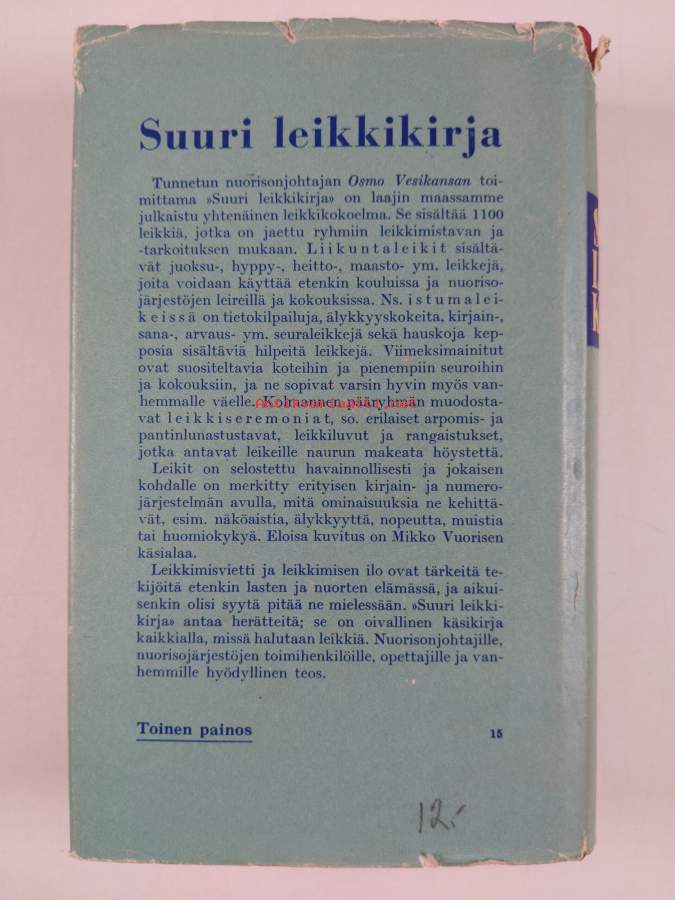 Suuri leikkikirja
Tunnetun nuorisonjohtajan Osmo Vesikansan toi-
mittama »Suuri leikkikirja» on laajin maassamme
julkaistu yhtenäinen leikkikokoelma. Se sisältää 1100
leikkiä, jotka on jaettu ryhmiin leikkimistavan ja
-tarkoituksen mukaan. Liikuntaleikit sisältä-
vät juoksu-, hyppy-, heitto-, maasto- ym. leikkejä,
joita voidaan käyttää etenkin kouluissa ja nuoriso-
järjestöjen leireillä ja kokouksissa. Ns. istumalei-
keissä on tietokilpailuja, älykkyyskokeita, kirjain-,
sana-, arvaus- ym. seuraleikkejä sekä hauskoja kep-
posia sisältäviä hilpeitä leikkejä. Viimeksimainitut
ovat suositeltavia koteihin ja pienempiin seuroihin
ja kokouksiin, ja ne sopivat varsin hyvin myös van-
hemmalle väelle. Kolmannen pääryhmän muodosta-
vat leikkiseremoniat, so. erilaiset arpomis- ja
pantinlunastustavat, leikkiluvut ja rangaistukset,
jotka antavat leikeille naurun makeata höystettä.
Leikit on selostettu havainnollisesti ja jokaisen
kohdalle on merkitty erityisen kirjain- ja numero-
järjestelmän avulla, mitä ominaisuuksia ne kehittä-
vät, esim. näköaistia, älykkyyttä, nopeutta, muistia
tai huomiokykyä. Eloisa kuvitus on Mikko Vuorisen
käsialaa.
Leikkimisvietti ja leikkimisen ilo ovat tärkeitä te-
kijöitä etenkin lasten ja nuorten elämässä, ja aikui-
senkin olisi syytä pitää ne mielessään. »Suuri leikki-
kirja» antaa herätteitä; se on oivallinen käsikirja
kaikkialla, missä halutaan leikkiä. Nuorisonjohtajille,
nuorisojärjestöjen toimihenkilöille, opettajille ja van-
hemmille hyödyllinen teos.
Toinen painos 15
12.-